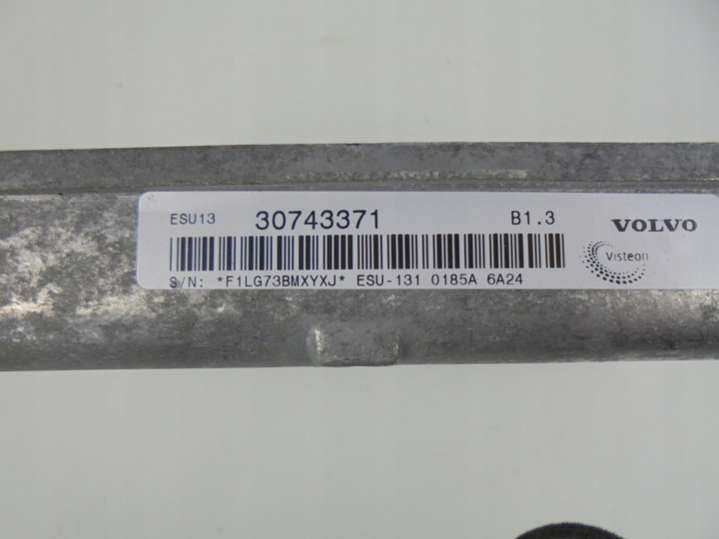 ESU13 30743371 B1.3 VOLVO
Visteon
S/N: *F1LG73BMXYXJ* ESU-131 0185A 6A24